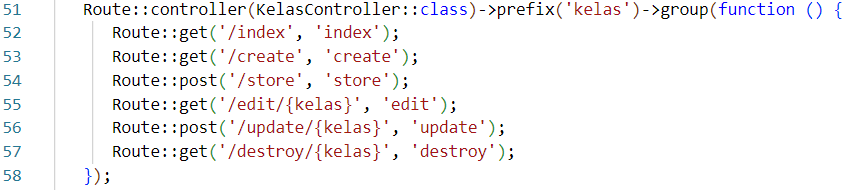 51 Route::controller(KelasController::class)->prefix('kelas')->group(function () {
52 Route::get('/index', 'index');
53 Route::get('/create', 'create');
54 Route::post('/store', 'store');
55 Route::get('/edit/{kelas}', 'edit');
56 Route::post('/update/{kelas}', 'update');
57 Route::get('/destroy/{kelas}', 'destroy');
58 });